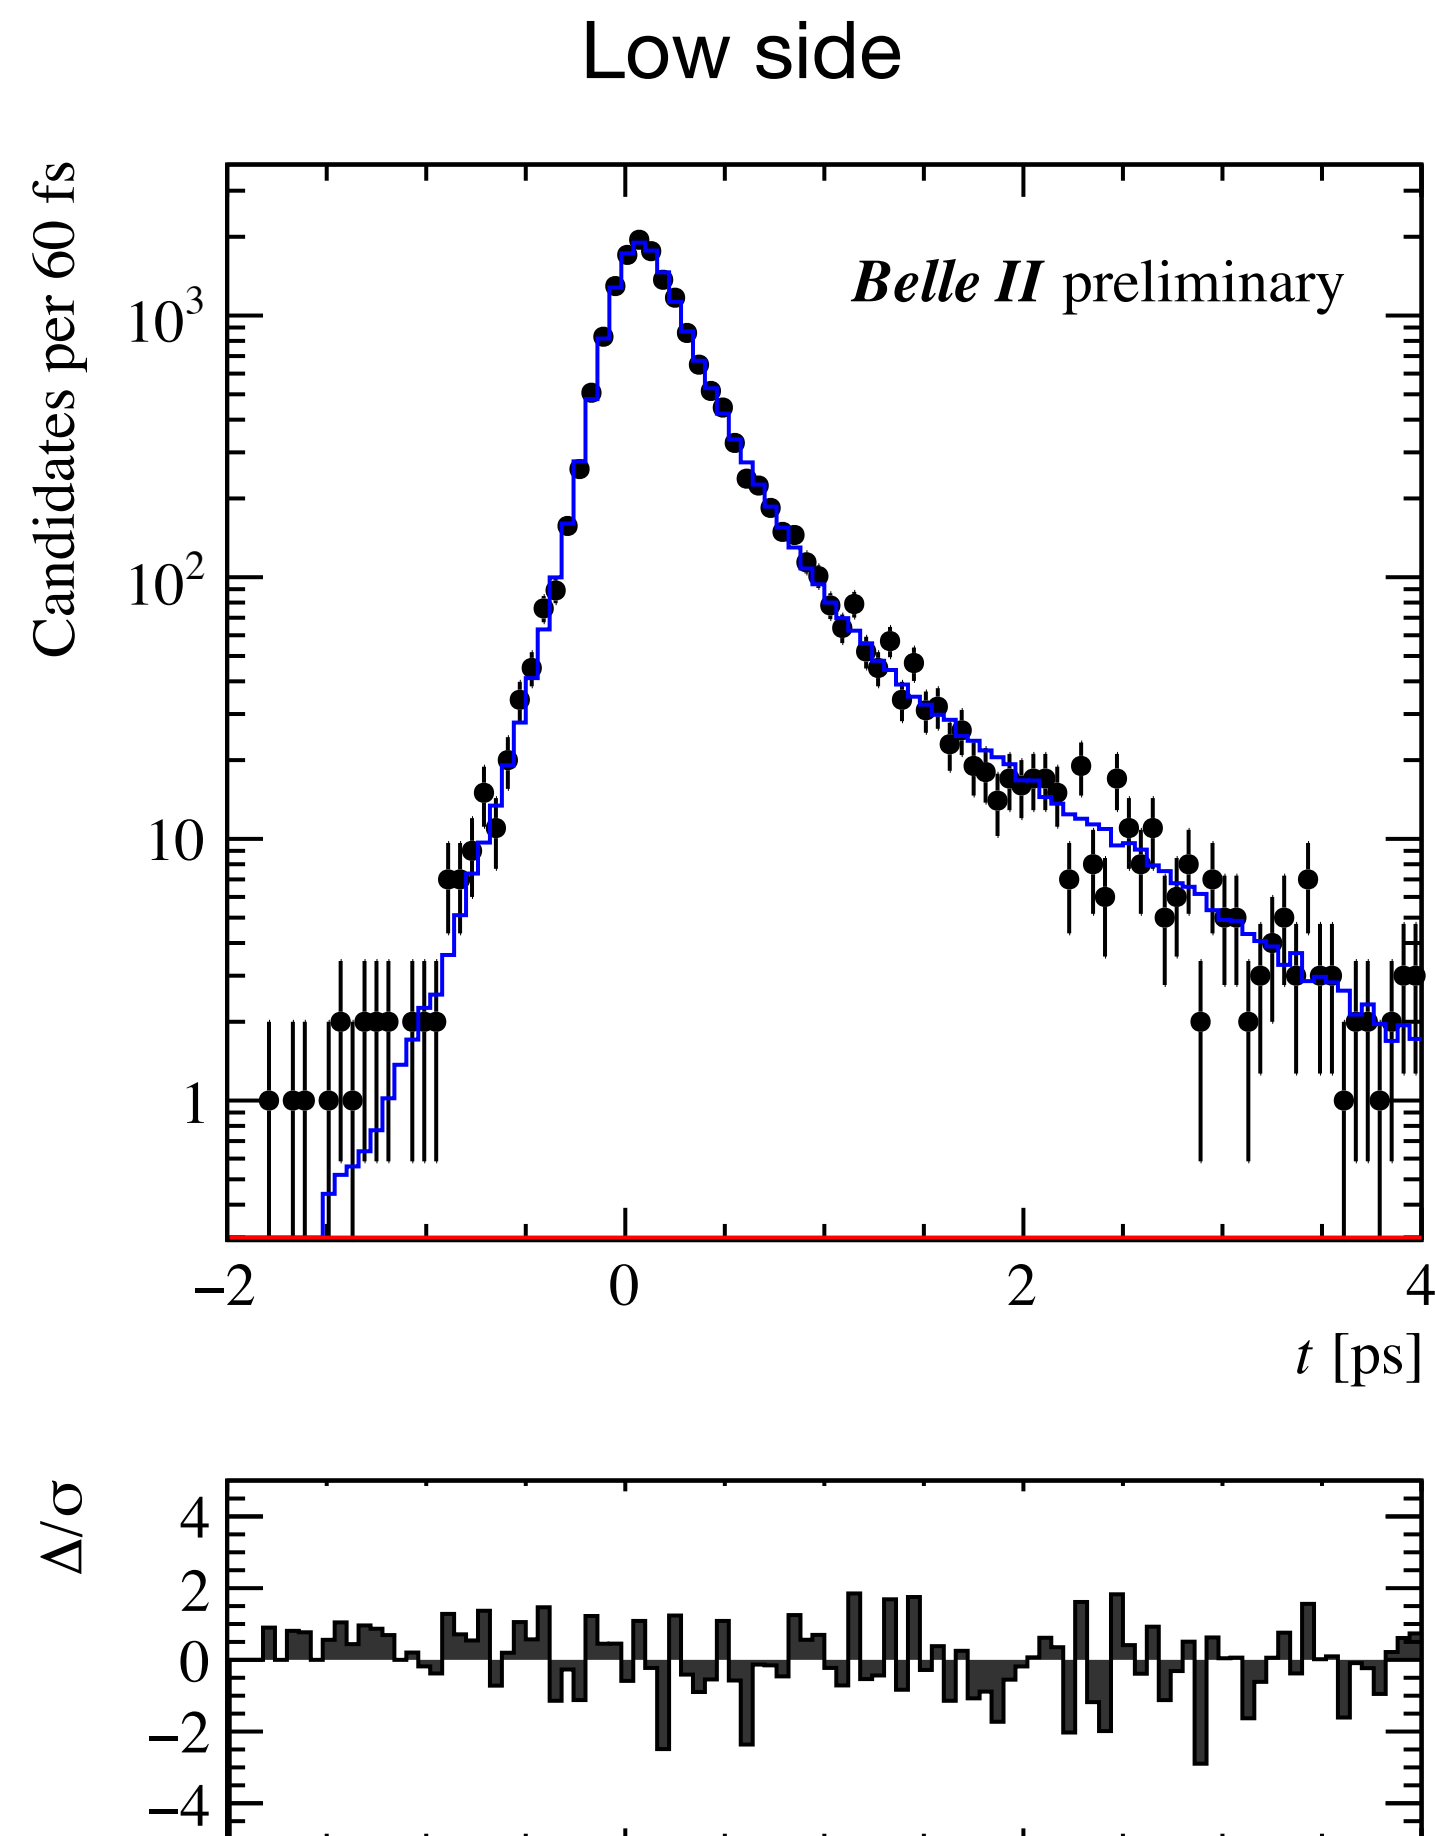 Low side
Candidates per 60 fs
Belle II preliminary
10³
10²
10
1
−2 0 2 4
t [ps]
Δ/σ
4
2
0
−2
−4